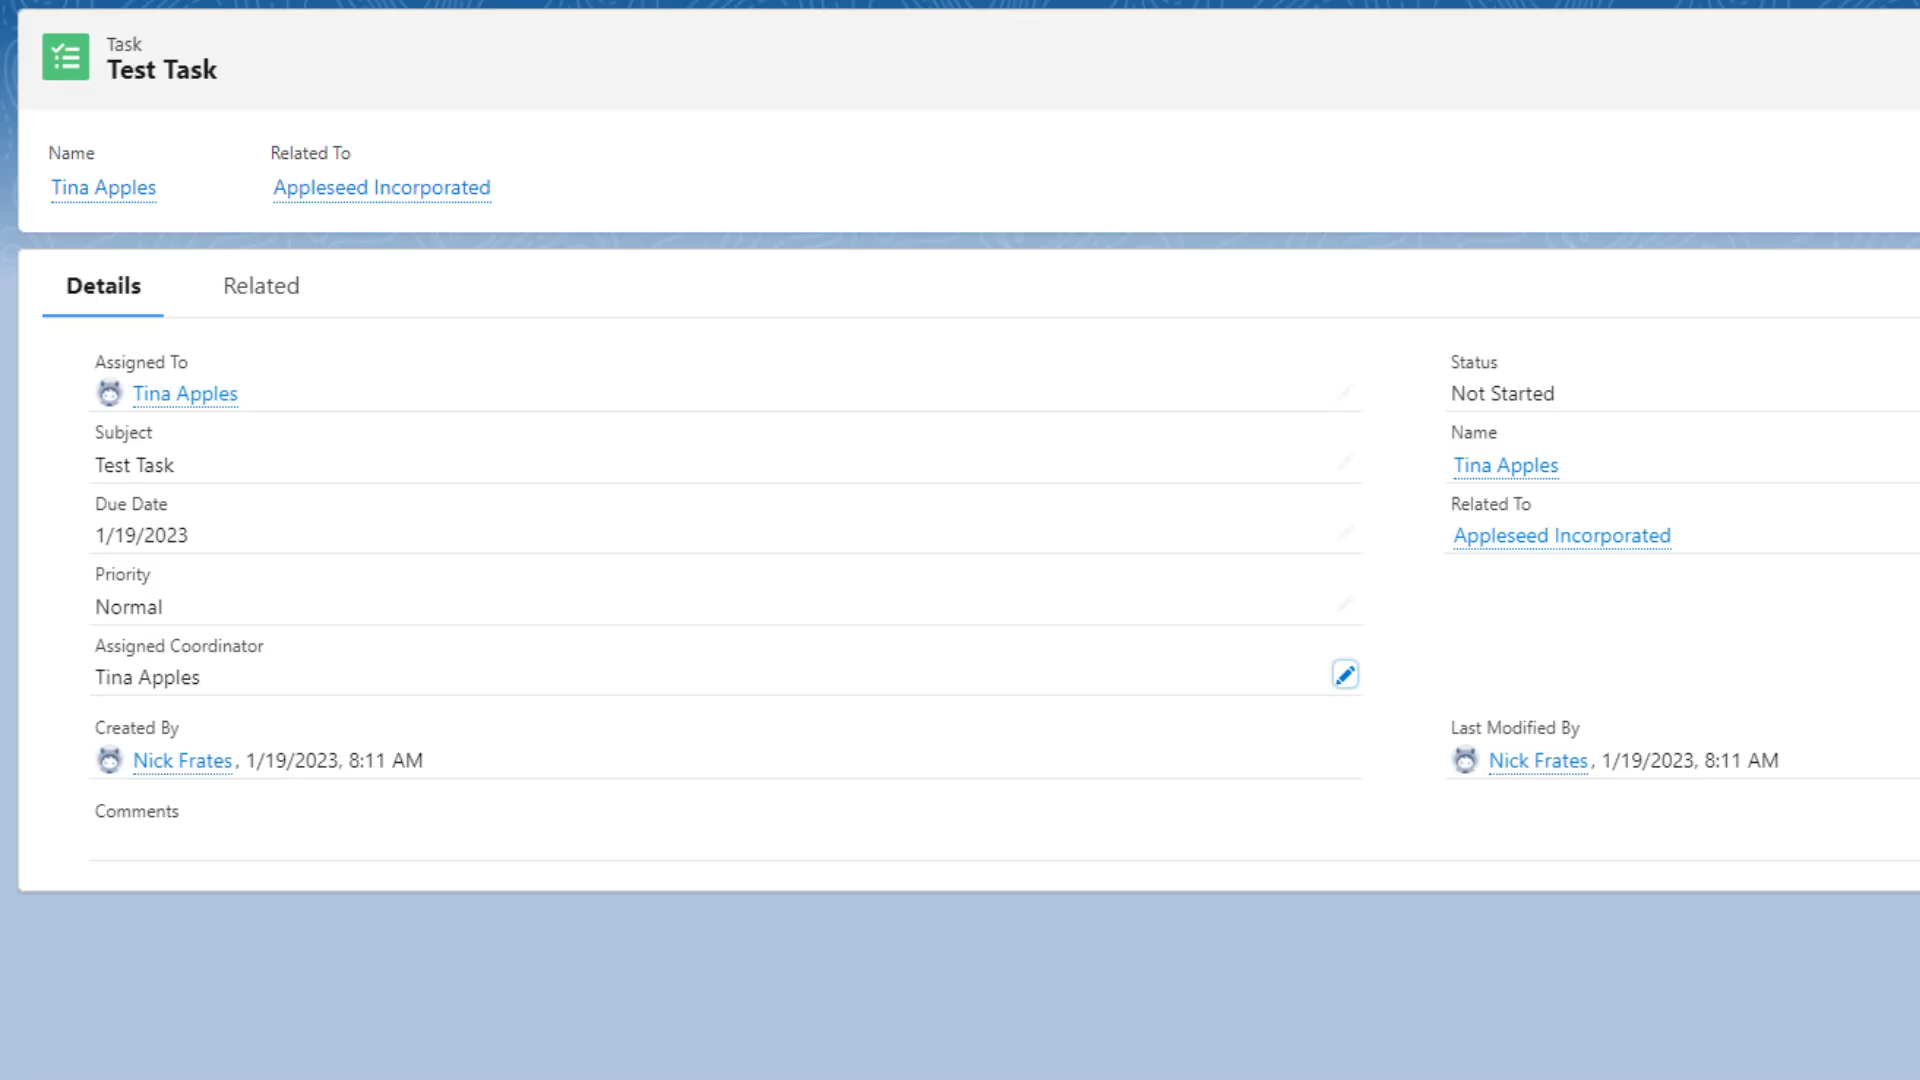 Task
Test Task
Name
Related To
Tina Apples
Appleseed Incorporated
Details
Related
Assigned To
Tina Apples
Status
Not Started
Subject
Test Task
Name
Tina Apples
Due Date
1/19/2023
Related To
Appleseed Incorporated
Priority
Normal
Assigned Coordinator
Tina Apples
Created By
Nick Frates, 1/19/2023, 8:11 AM
Last Modified By
Nick Frates, 1/19/2023, 8:11 AM
Comments